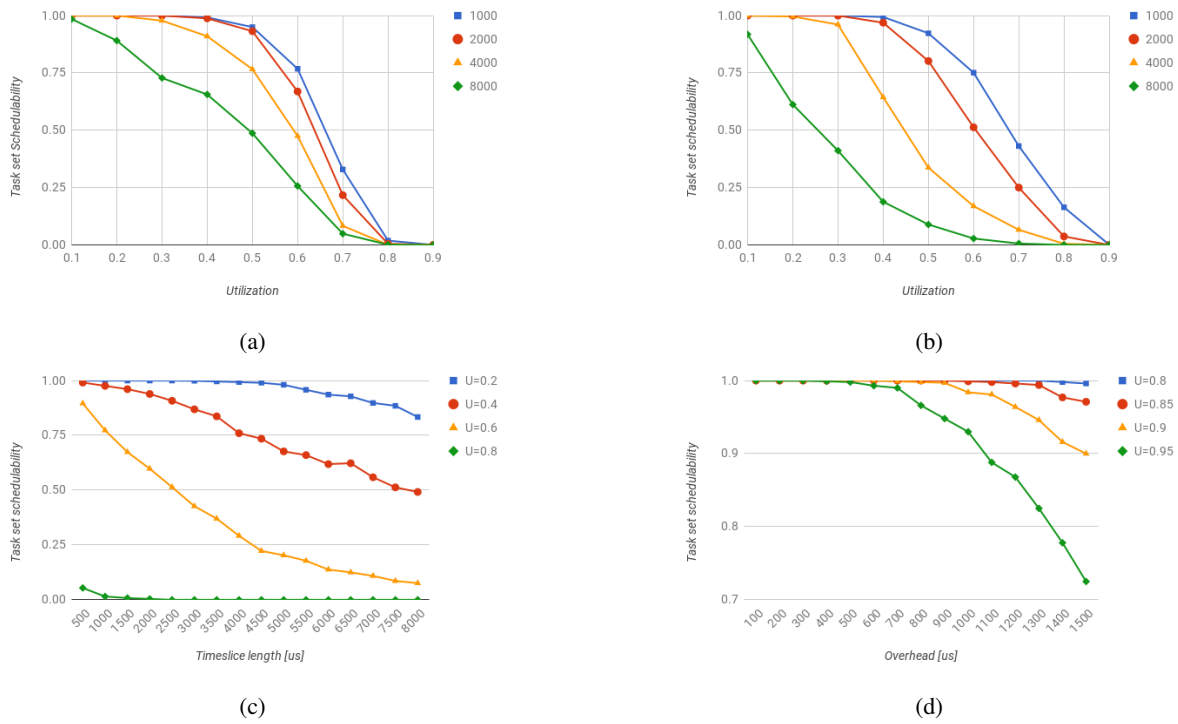 1.00
0.75
0.50
0.25
0.00
Task set Schedulability
0.1 0.2 0.3 0.4 0.5 0.6 0.7 0.8 0.9
Utilization
1000
2000
4000
8000
(a)
1.00
0.75
0.50
0.25
0.00
Task set schedulability
0.1 0.2 0.3 0.4 0.5 0.6 0.7 0.8 0.9
Utilization
1000
2000
4000
8000
(b)
1.00
0.75
0.50
0.25
0.00
Task set schedulability
500 1000 1500 2000 2500 3000 3500 4000 4500 5000 5500 6000 6500 7000 7500 8000
Timeslice length [us]
U=0.2
U=0.4
U=0.6
U=0.8
(c)
1.0
0.9
0.8
0.7
Task set schedulability
100 200 300 400 500 600 700 800 900 1000 1100 1200 1300 1400 1500
Overhead [us]
U=0.8
U=0.85
U=0.9
U=0.95
(d)